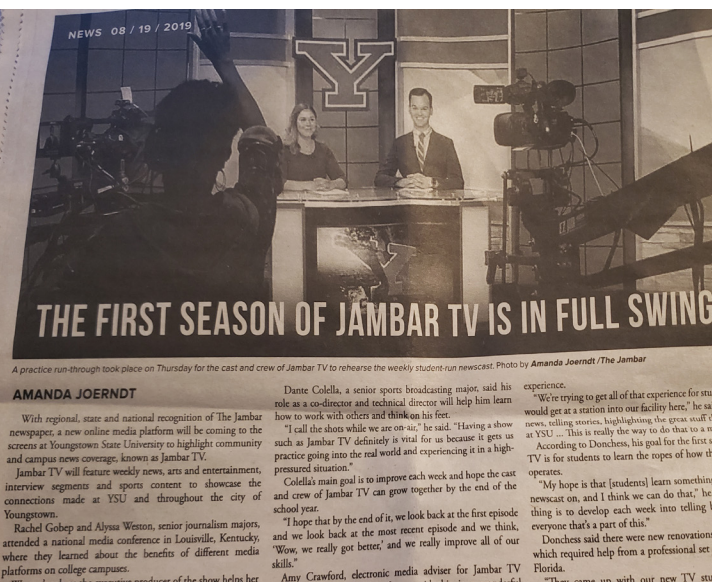 NEWS 08 / 19 / 2019
Y
THE FIRST SEASON OF JAMBAR TV IS IN FULL SWING
A practice run-through took place on Thursday for the cast and crew of Jambar TV to rehearse the weekly student-run newscast. Photo by Amanda Joerndt /The Jambar
AMANDA JOERNDT
With regional, state and national recognition of The Jambar
newspaper, a new online media platform will be coming to the
screens at Youngstown State University to highlight community
and campus news coverage, known as Jambar TV.
Jambar TV will feature weekly news, arts and entertainment,
interview segments and sports content to showcase the
connections made at YSU and throughout the city of
Youngstown.
Rachel Gobep and Alyssa Weston, senior journalism majors,
attended a national media conference in Louisville, Kentucky,
where they learned about the benefits of different media
platforms on college campuses.
producer of the show helps her
Dante Colella, a senior sports broadcasting major, said his
role as a co-director and technical director will help him learn
how to work with others and think on his feet.
"I call the shots while we are on-air," he said. "Having a show
such as Jambar TV definitely is vital for us because it gets us
practice going into the real world and experiencing it in a high-
pressured situation."
Colella's main goal is to improve each week and hope the cast
and crew of Jambar TV can grow together by the end of the
school year.
"I hope that by the end of it, we look back at the first episode
and we look back at the most recent episode and we think,
'Wow, we really got better,' and we really improve all of our
skills."
Amy Crawford, electronic media adviser for Jambar TV
experience.
"We're trying to get all of that experience for stu
would get at a station into our facility here," he sa
news, telling stories, highlighting the great stuff
at YSU ... This is really the way to do that to a n
According to Donchess, his goal for the first s
TV is for students to learn the ropes of how th
operates.
"My hope is that [students] learn something
newscast on, and I think we can do that," he
thing is to develop each week into telling
everyone that's a part of this."
Donchess said there were new renovations
which required help from a professional set
Florida.
"They came up with our new TV stu